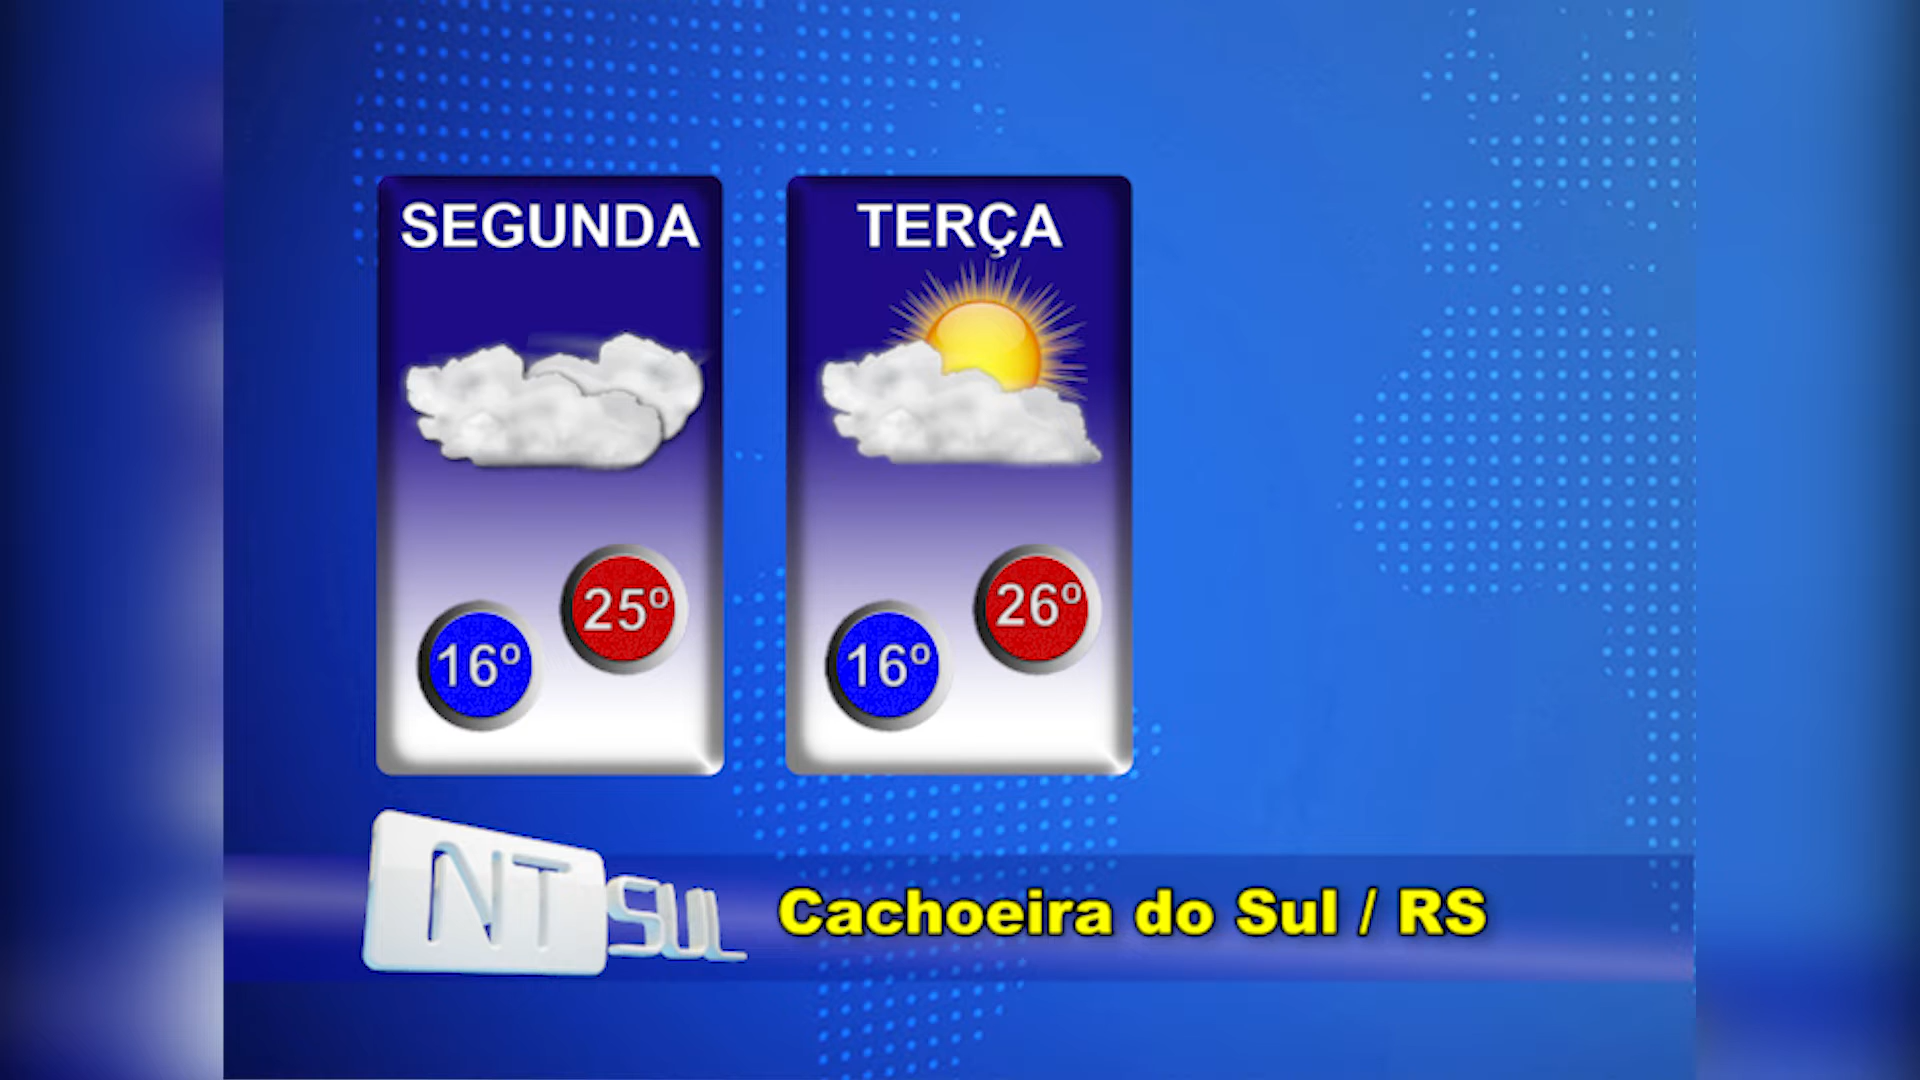 SEGUNDA
25º
16º
TERÇA
26º
16º
NT SUL
Cachoeira do Sul / RS